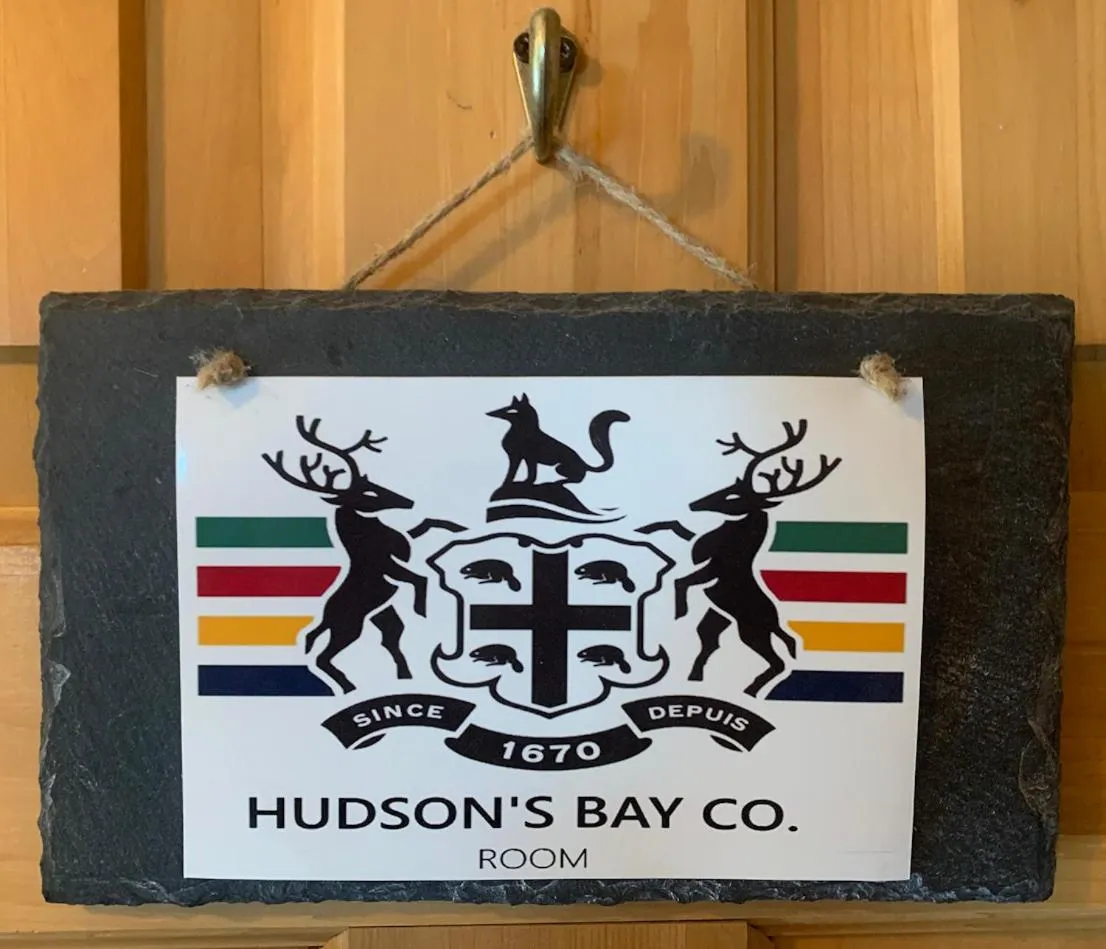 SINCE DEPUIS
1670
HUDSON'S BAY CO.
ROOM